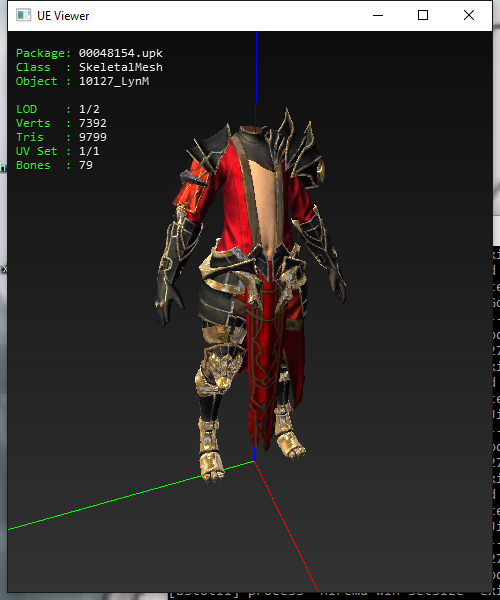 UE Viewer
Package: 00048154.upk
Class : SkeletalMesh
Object : 10127_LynM
LOD : 1/2
Verts : 7392
Tris : 9799
UV Set : 1/1
Bones : 79